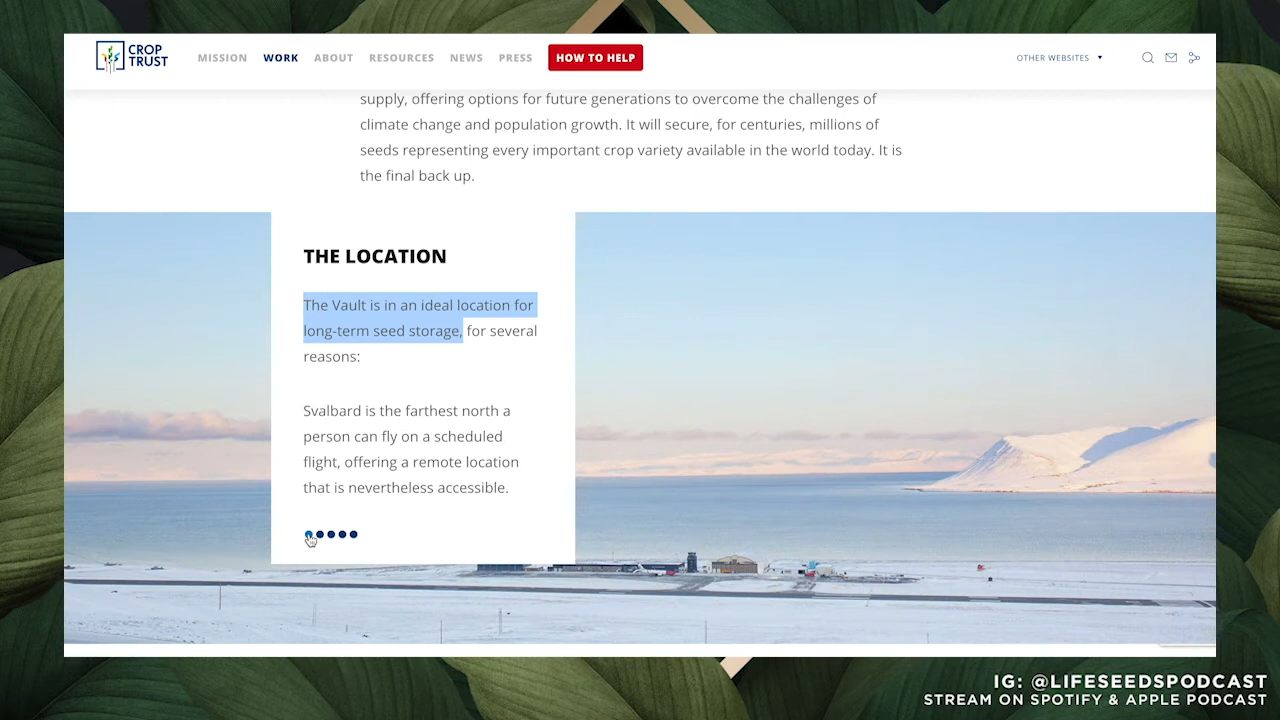 CROP
TRUST
MISSION WORK ABOUT RESOURCES NEWS PRESS HOW TO HELP OTHER WEBSITES
supply, offering options for future generations to overcome the challenges of
climate change and population growth. It will secure, for centuries, millions of
seeds representing every important crop variety available in the world today. It is
the final back up.
THE LOCATION
The Vault is in an ideal location for
long-term seed storage, for several
reasons:
Svalbard is the farthest north a
person can fly on a scheduled
flight, offering a remote location
that is nevertheless accessible.
IG: @LIFESEEDSPODCAST
STREAM ON SPOTIFY & APPLE PODCAST